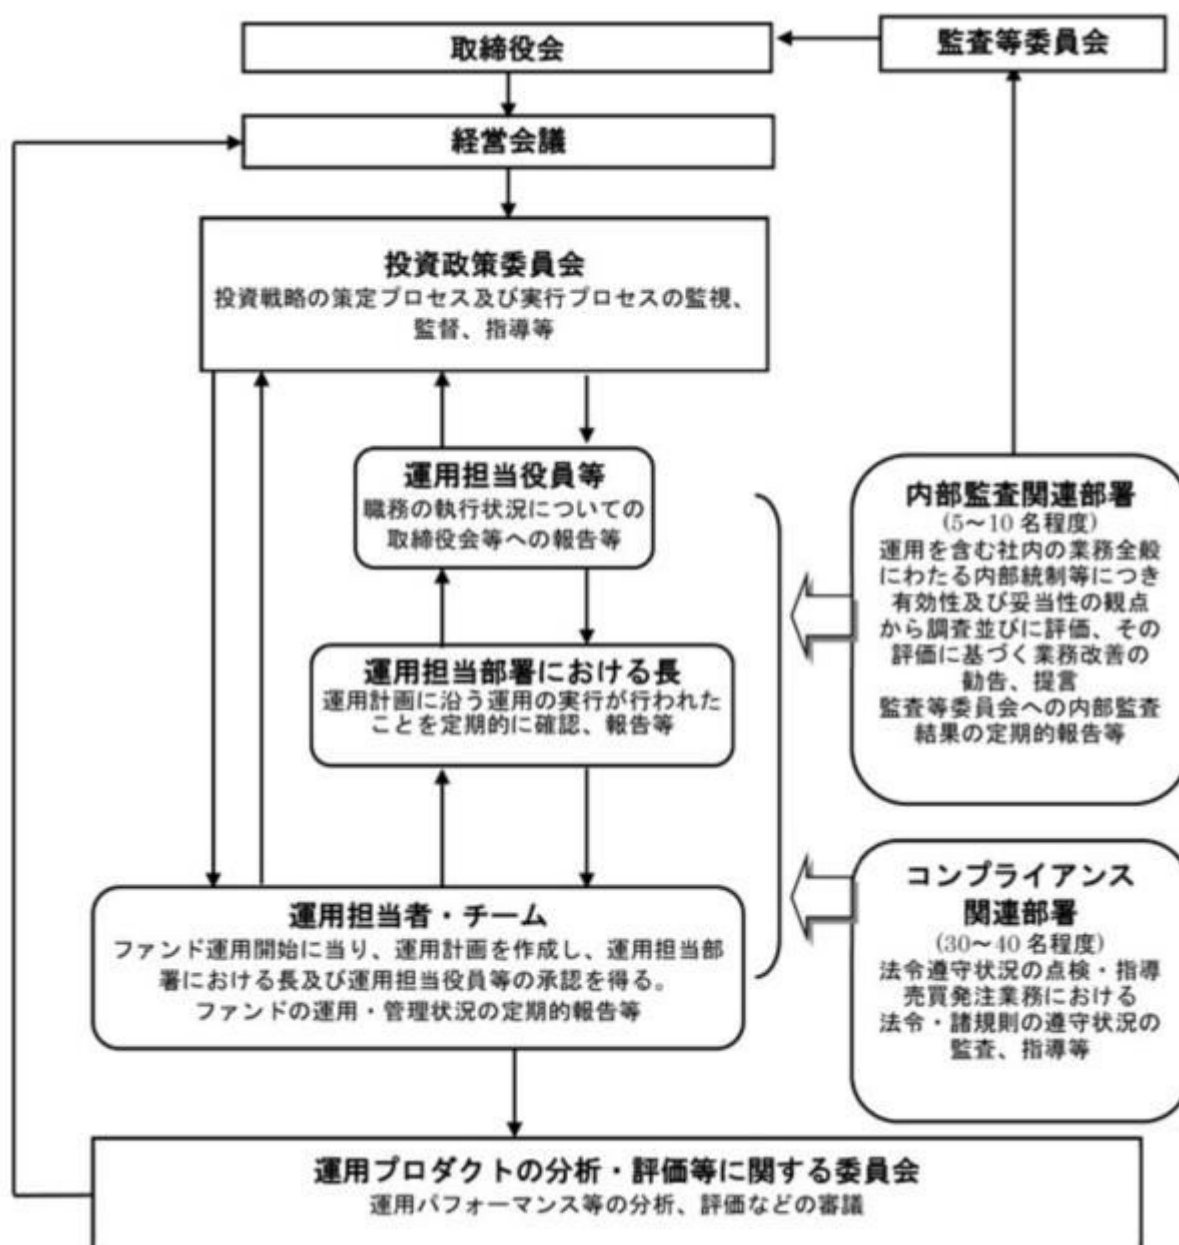 取締役会
監査等委員会
経営会議
投資政策委員会
投資戦略の策定プロセス及び実行プロセスの監視、
監督、指導等
運用担当役員等
職務の執行状況についての
取締役会等への報告等
運用担当部署における長
運用計画に沿う運用の実行が行われた
ことを定期的に確認、報告等
運用担当者・チーム
ファンド運用開始に当り、運用計画を作成し、運用担当部
署における長及び運用担当役員等の承認を得る。
ファンドの運用・管理状況の定期的報告等
内部監査関連部署
(5～10 名程度)
運用を含む社内の業務全般
にわたる内部統制等につき
有効性及び妥当性の観点
から調査並びに評価、その
評価に基づく業務改善の
勧告、提言
監査等委員会への内部監査
結果の定期的報告等
コンプライアンス
関連部署
(30～40 名程度)
法令遵守状況の点検・指導
売買発注業務における
法令・諸規則の遵守状況の
監査、指導等
運用プロダクトの分析・評価等に関する委員会
運用パフォーマンス等の分析、評価などの審議